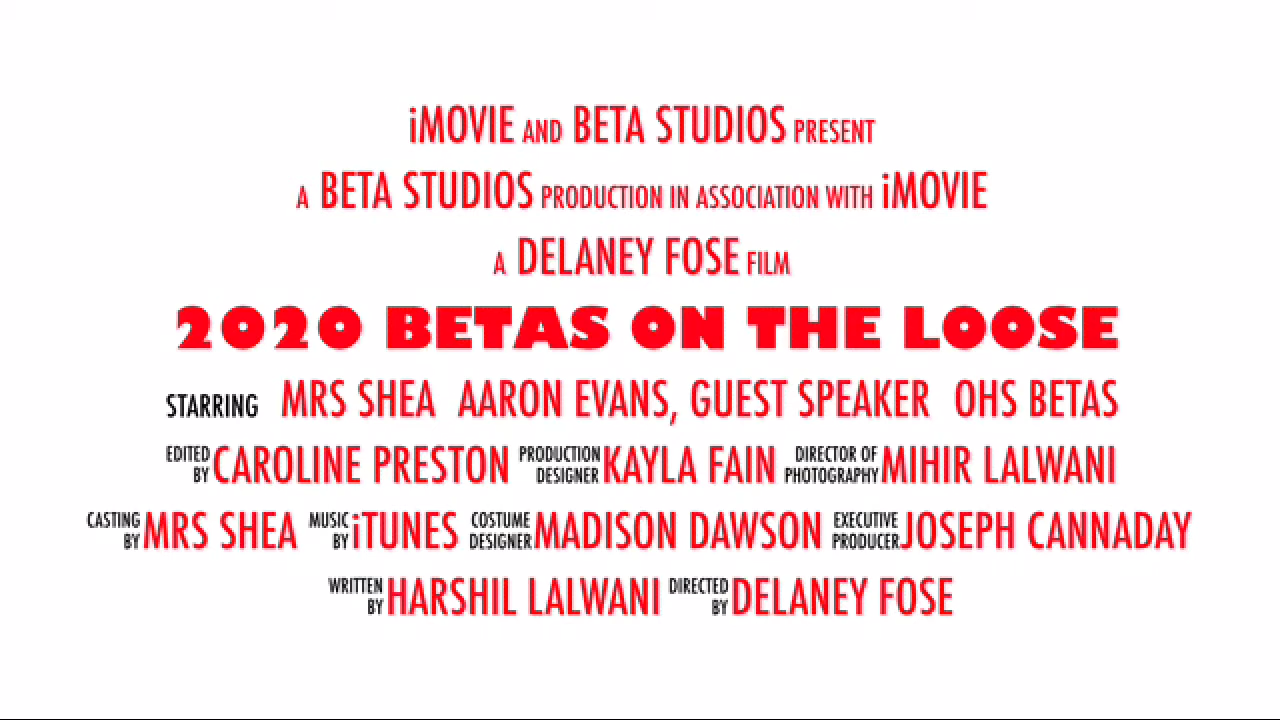 iMOVIE AND BETA STUDIOS PRESENT
A BETA STUDIOS PRODUCTION IN ASSOCIATION WITH iMOVIE
A DELANEY FOSE FILM
2020 BETAS ON THE LOOSE
STARRING MRS SHEA AARON EVANS, GUEST SPEAKER OHS BETAS
EDITED BY CAROLINE PRESTON PRODUCTION DESIGNER KAYLA FAIN DIRECTOR OF PHOTOGRAPHY MIHIR LALWANI
CASTING BY MRS SHEA MUSIC BY iTUNES COSTUME DESIGNER MADISON DAWSON EXECUTIVE PRODUCER JOSEPH CANNADAY
WRITTEN BY HARSHIL LALWANI DIRECTED BY DELANEY FOSE